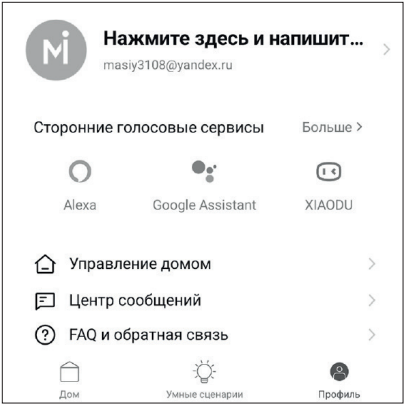 Mi
Нажмите здесь и напишит...
masiy3108@yandex.ru
Сторонние голосовые сервисы
Больше >
Alexa
Google Assistant
XIAODU
Управление домом
Центр сообщений
FAQ и обратная связь
Дом
Умные сценарии
Профиль